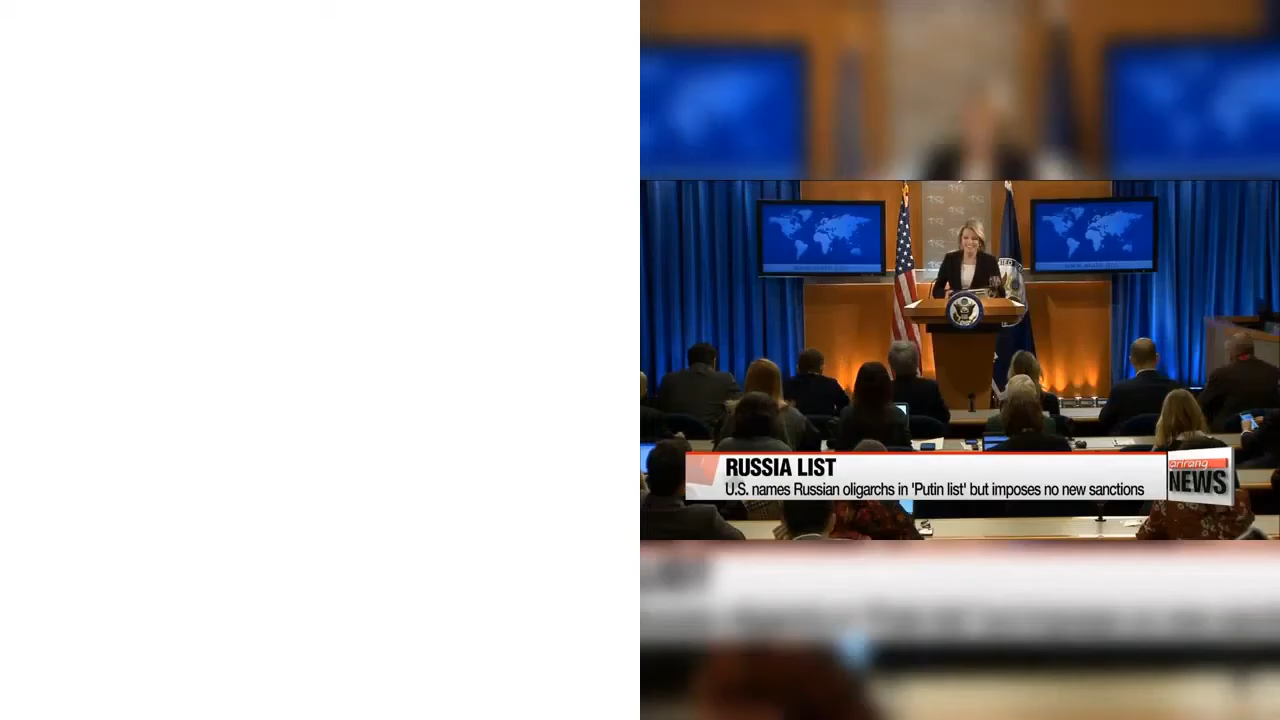 RUSSIA LIST
U.S. names Russian oligarchs in 'Putin list' but imposes no new sanctions
arirang
NEWS